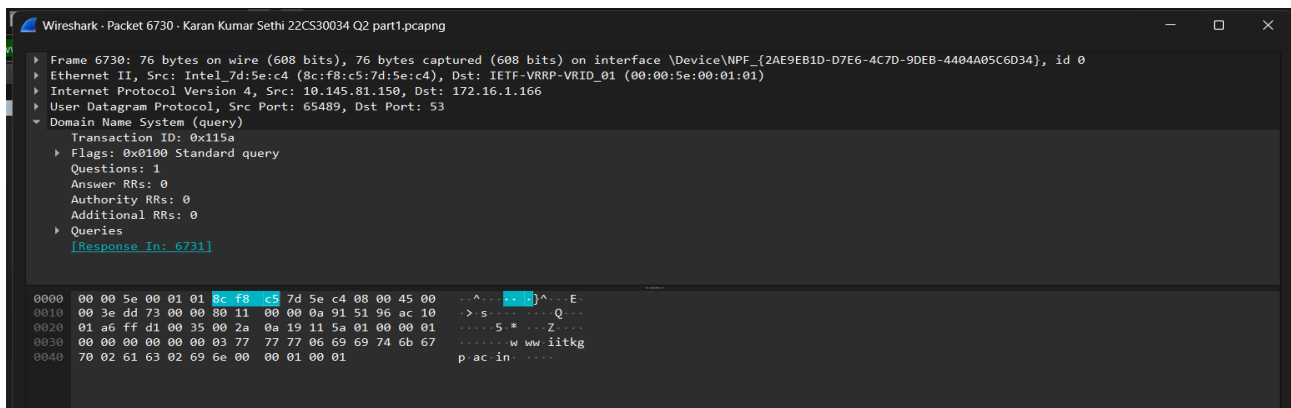 Wireshark · Packet 6730 · Karan Kumar Sethi 22CS30034 Q2 part1.pcapng
Frame 6730: 76 bytes on wire (608 bits), 76 bytes captured (608 bits) on interface \Device\NPF_{2AE9EB1D-D7E6-4C7D-9DEB-4404A05C6D34}, id 0
Ethernet II, Src: Intel_7d:5e:c4 (8c:f8:c5:7d:5e:c4), Dst: IETF-VRRP-VRID_01 (00:00:5e:00:01:01)
Internet Protocol Version 4, Src: 10.145.81.150, Dst: 172.16.1.166
User Datagram Protocol, Src Port: 65489, Dst Port: 53
Domain Name System (query)
Transaction ID: 0x115a
Flags: 0x0100 Standard query
Questions: 1
Answer RRs: 0
Authority RRs: 0
Additional RRs: 0
Queries
[Response In: 6731]
0000 00 00 5e 00 01 01 8c f8 c5 7d 5e c4 08 00 45 00 ··^··· ·· ·}^···E·
0010 00 3e dd 73 00 00 80 11 00 00 0a 91 51 96 ac 10 ·>·s···· ····Q···
0020 01 a6 ff d1 00 35 00 2a 0a 19 11 5a 01 00 00 01 ·····5·* ···Z····
0030 00 00 00 00 00 00 03 77 77 77 06 69 69 74 6b 67 ·······w ww·iitkg
0040 70 02 61 63 02 69 6e 00 00 01 00 01 p·ac·in· ····